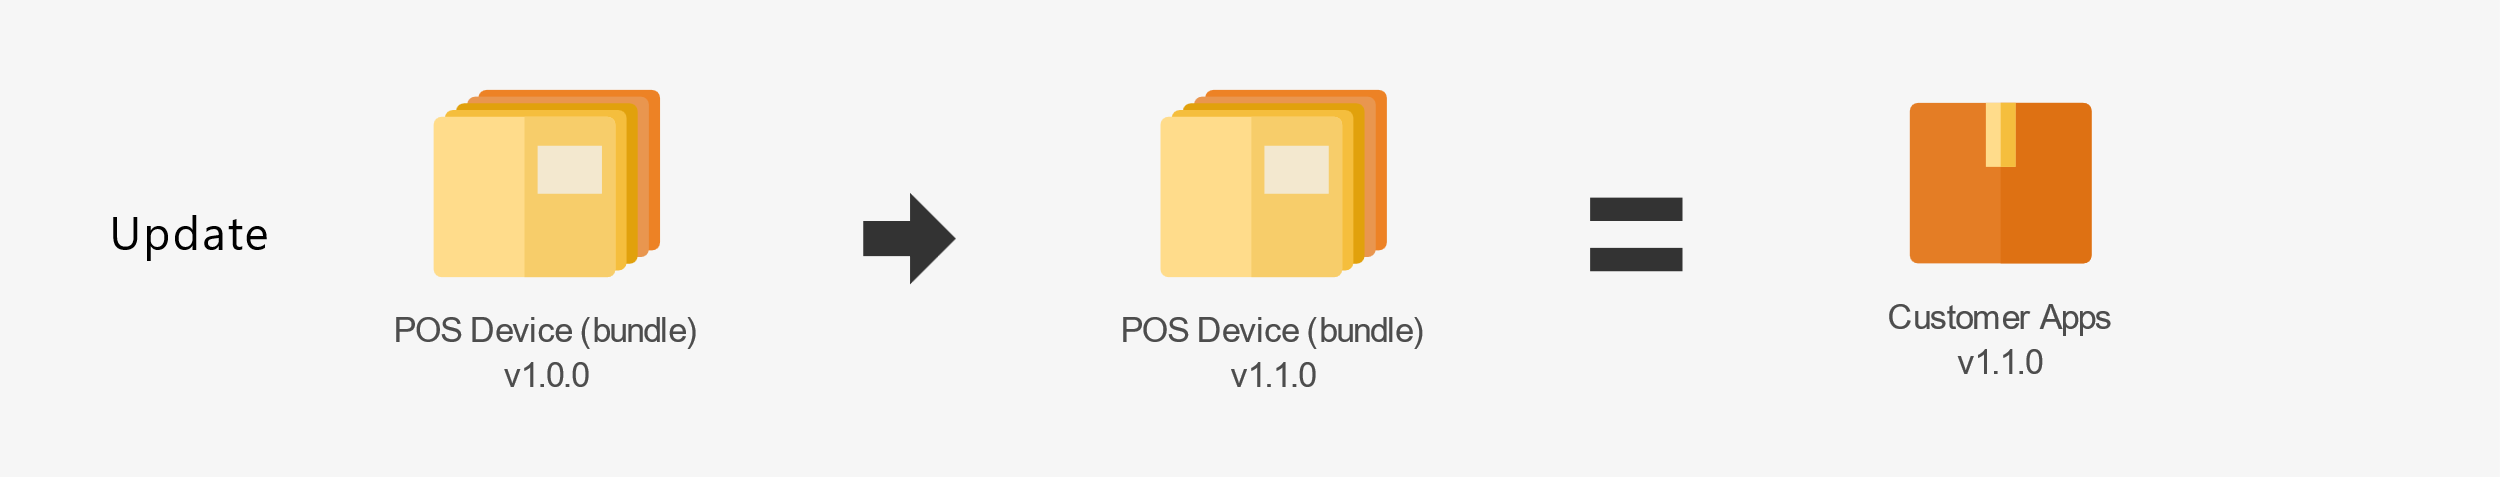 Update
POS Device (bundle)
v1.0.0
POS Device (bundle)
v1.1.0
Customer Apps
v1.1.0